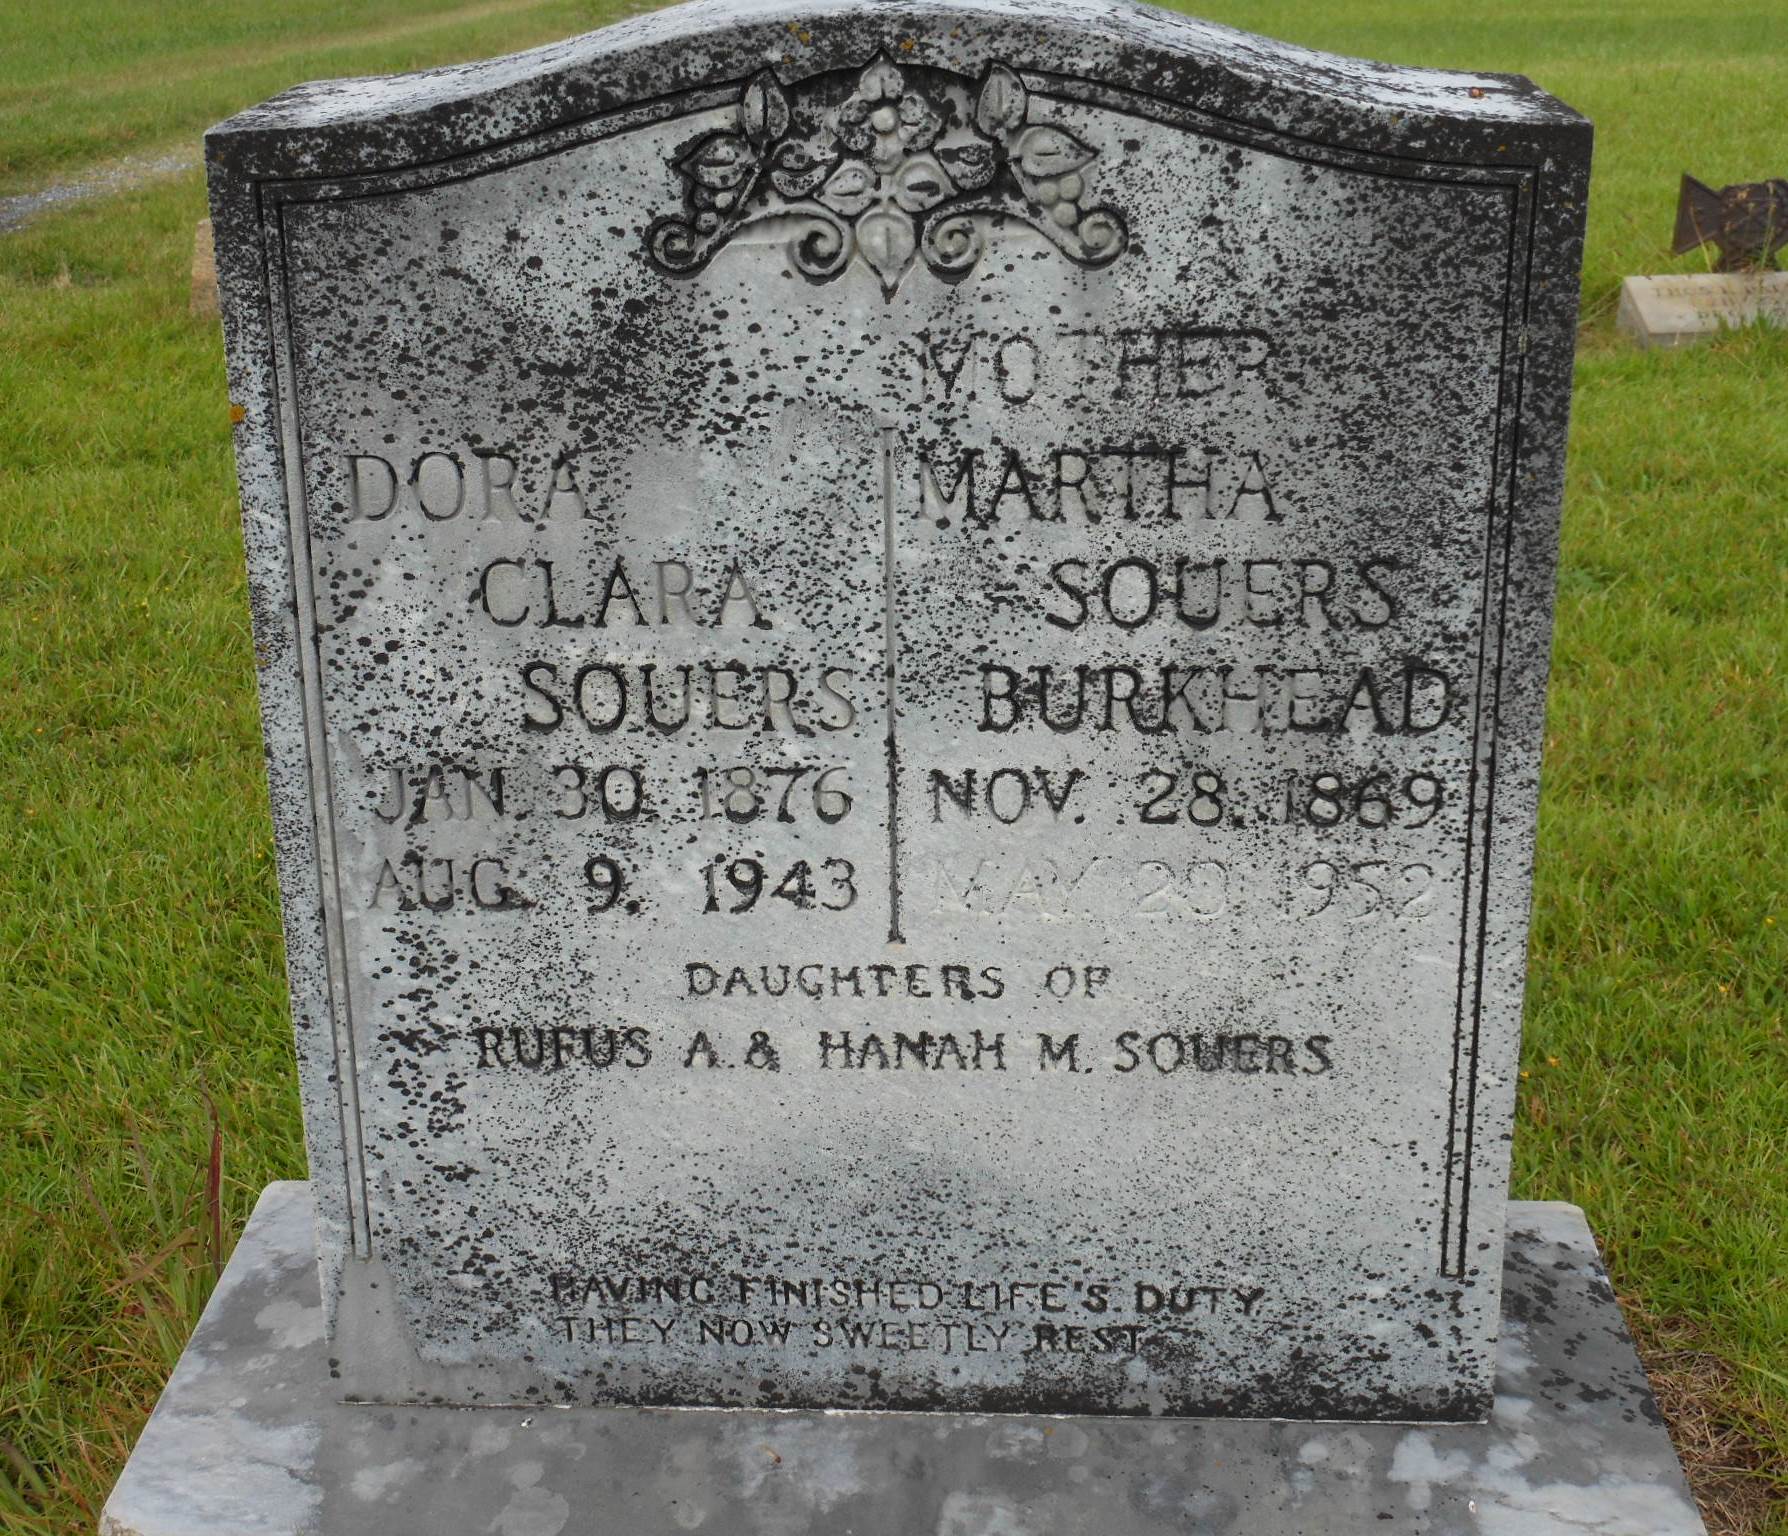 DORA
CLARA
SOUERS
JAN. 30. 1876
AUG. 9. 1943
MOTHER
MARTHA
SOUERS
BURKHEAD
NOV. 28. 1869
MAY. 1952
DAUGHTERS OF
RUFUS A. & HANAH M. SOUERS
HAVING FINISHED LIFE'S DUTY
THEY NOW SWEETLY REST